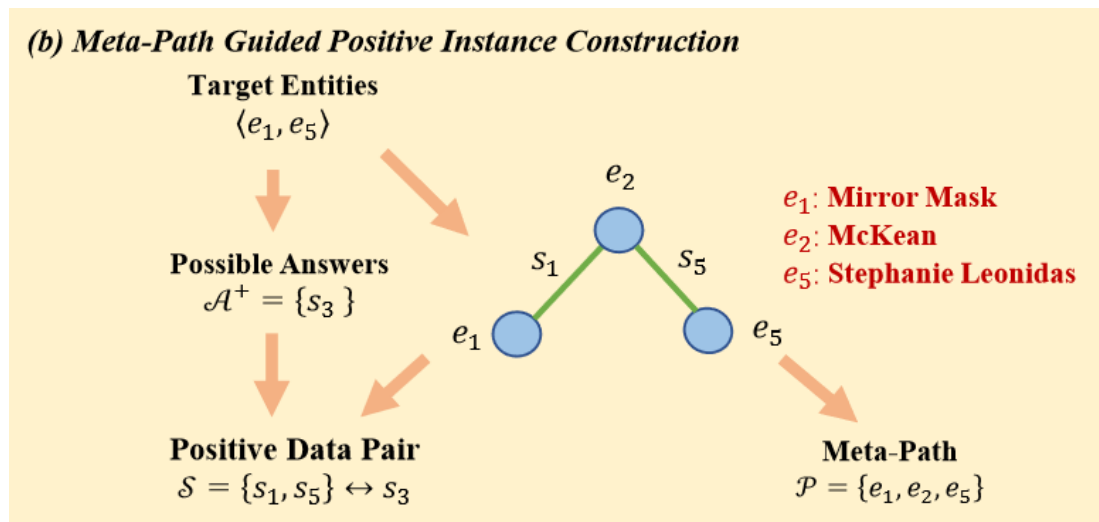 (b) Meta-Path Guided Positive Instance Construction
Target Entities
⟨e₁, e₅⟩
e₂
s₁
s₅
e₁
e₅
e₁: Mirror Mask
e₂: McKean
e₅: Stephanie Leonidas
Possible Answers
𝒜⁺ = {s₃ }
Positive Data Pair
𝒮 = {s₁, s₅} ↔ s₃
Meta-Path
𝒫 = {e₁, e₂, e₅}